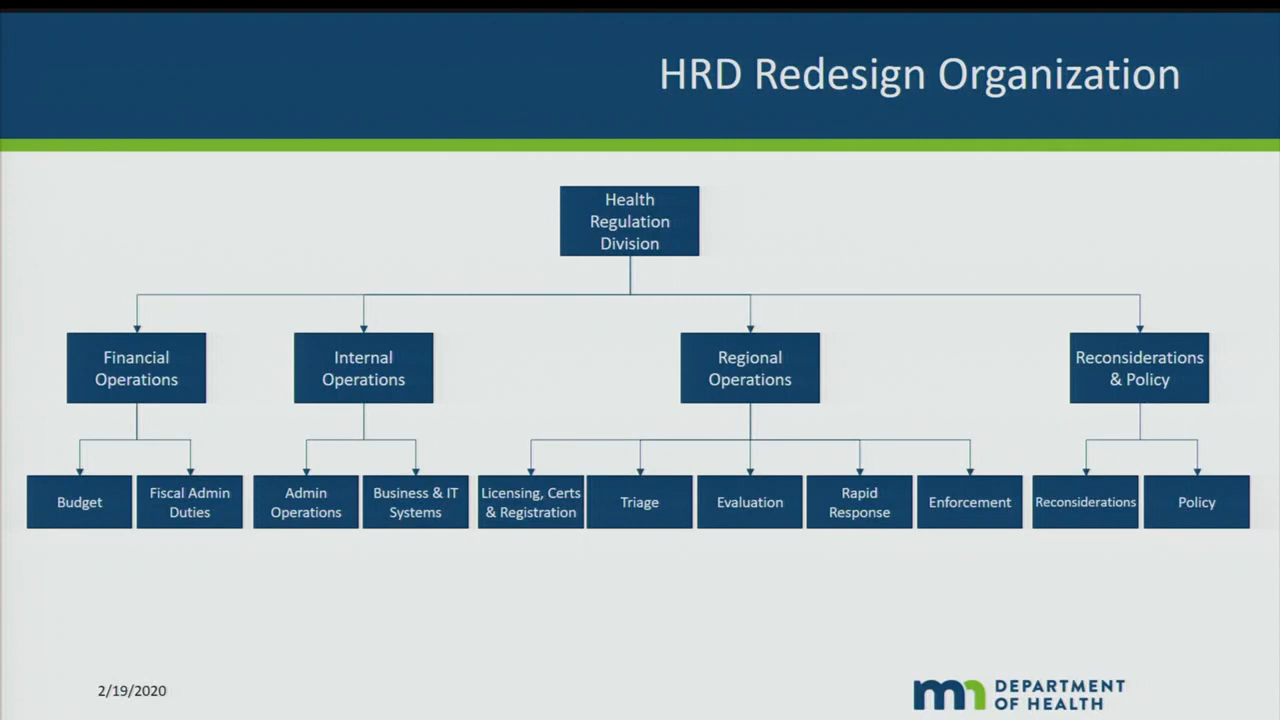 HRD Redesign Organization
Health
Regulation
Division
Financial
Operations
Internal
Operations
Regional
Operations
Reconsiderations
& Policy
Budget
Fiscal Admin
Duties
Admin
Operations
Business & IT
Systems
Licensing, Certs
& Registration
Triage
Evaluation
Rapid
Response
Enforcement
Reconsiderations
Policy
2/19/2020
mn
DEPARTMENT
OF HEALTH